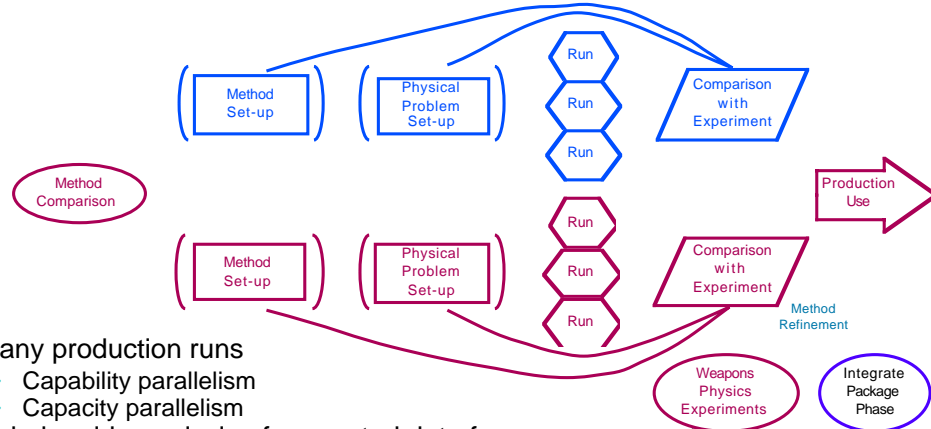 Run
Method
Set-up
Physical
Problem
Set-up
Run
Comparison
with
Experiment
Run
Method
Comparison
Production
Use
Run
Method
Set-up
Physical
Problem
Set-up
Run
Comparison
with
Experiment
Run
Method
Refinement
any production runs
Capability parallelism
Capacity parallelism
Weapons
Physics
Experiments
Integrate
Package
Phase